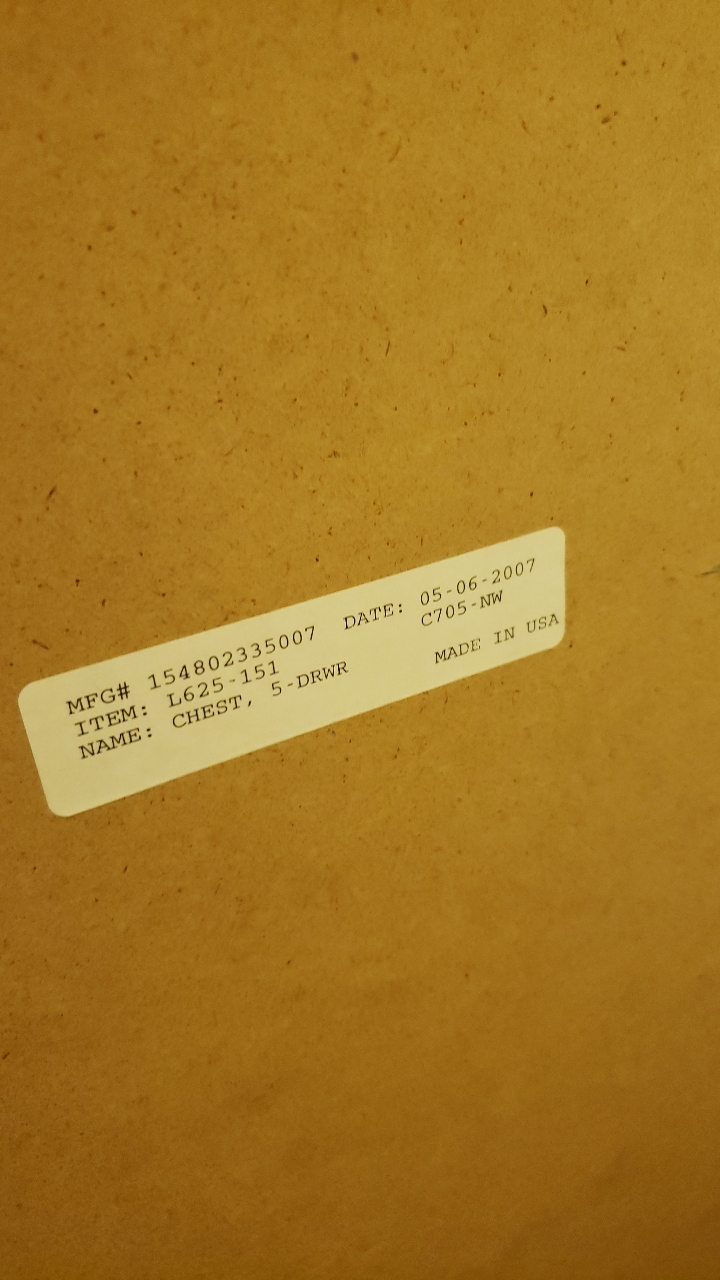 MFG# 154802335007 DATE: 05-06-2007
ITEM: L625-151 C705-NW
NAME: CHEST, 5-DRWR MADE IN USA